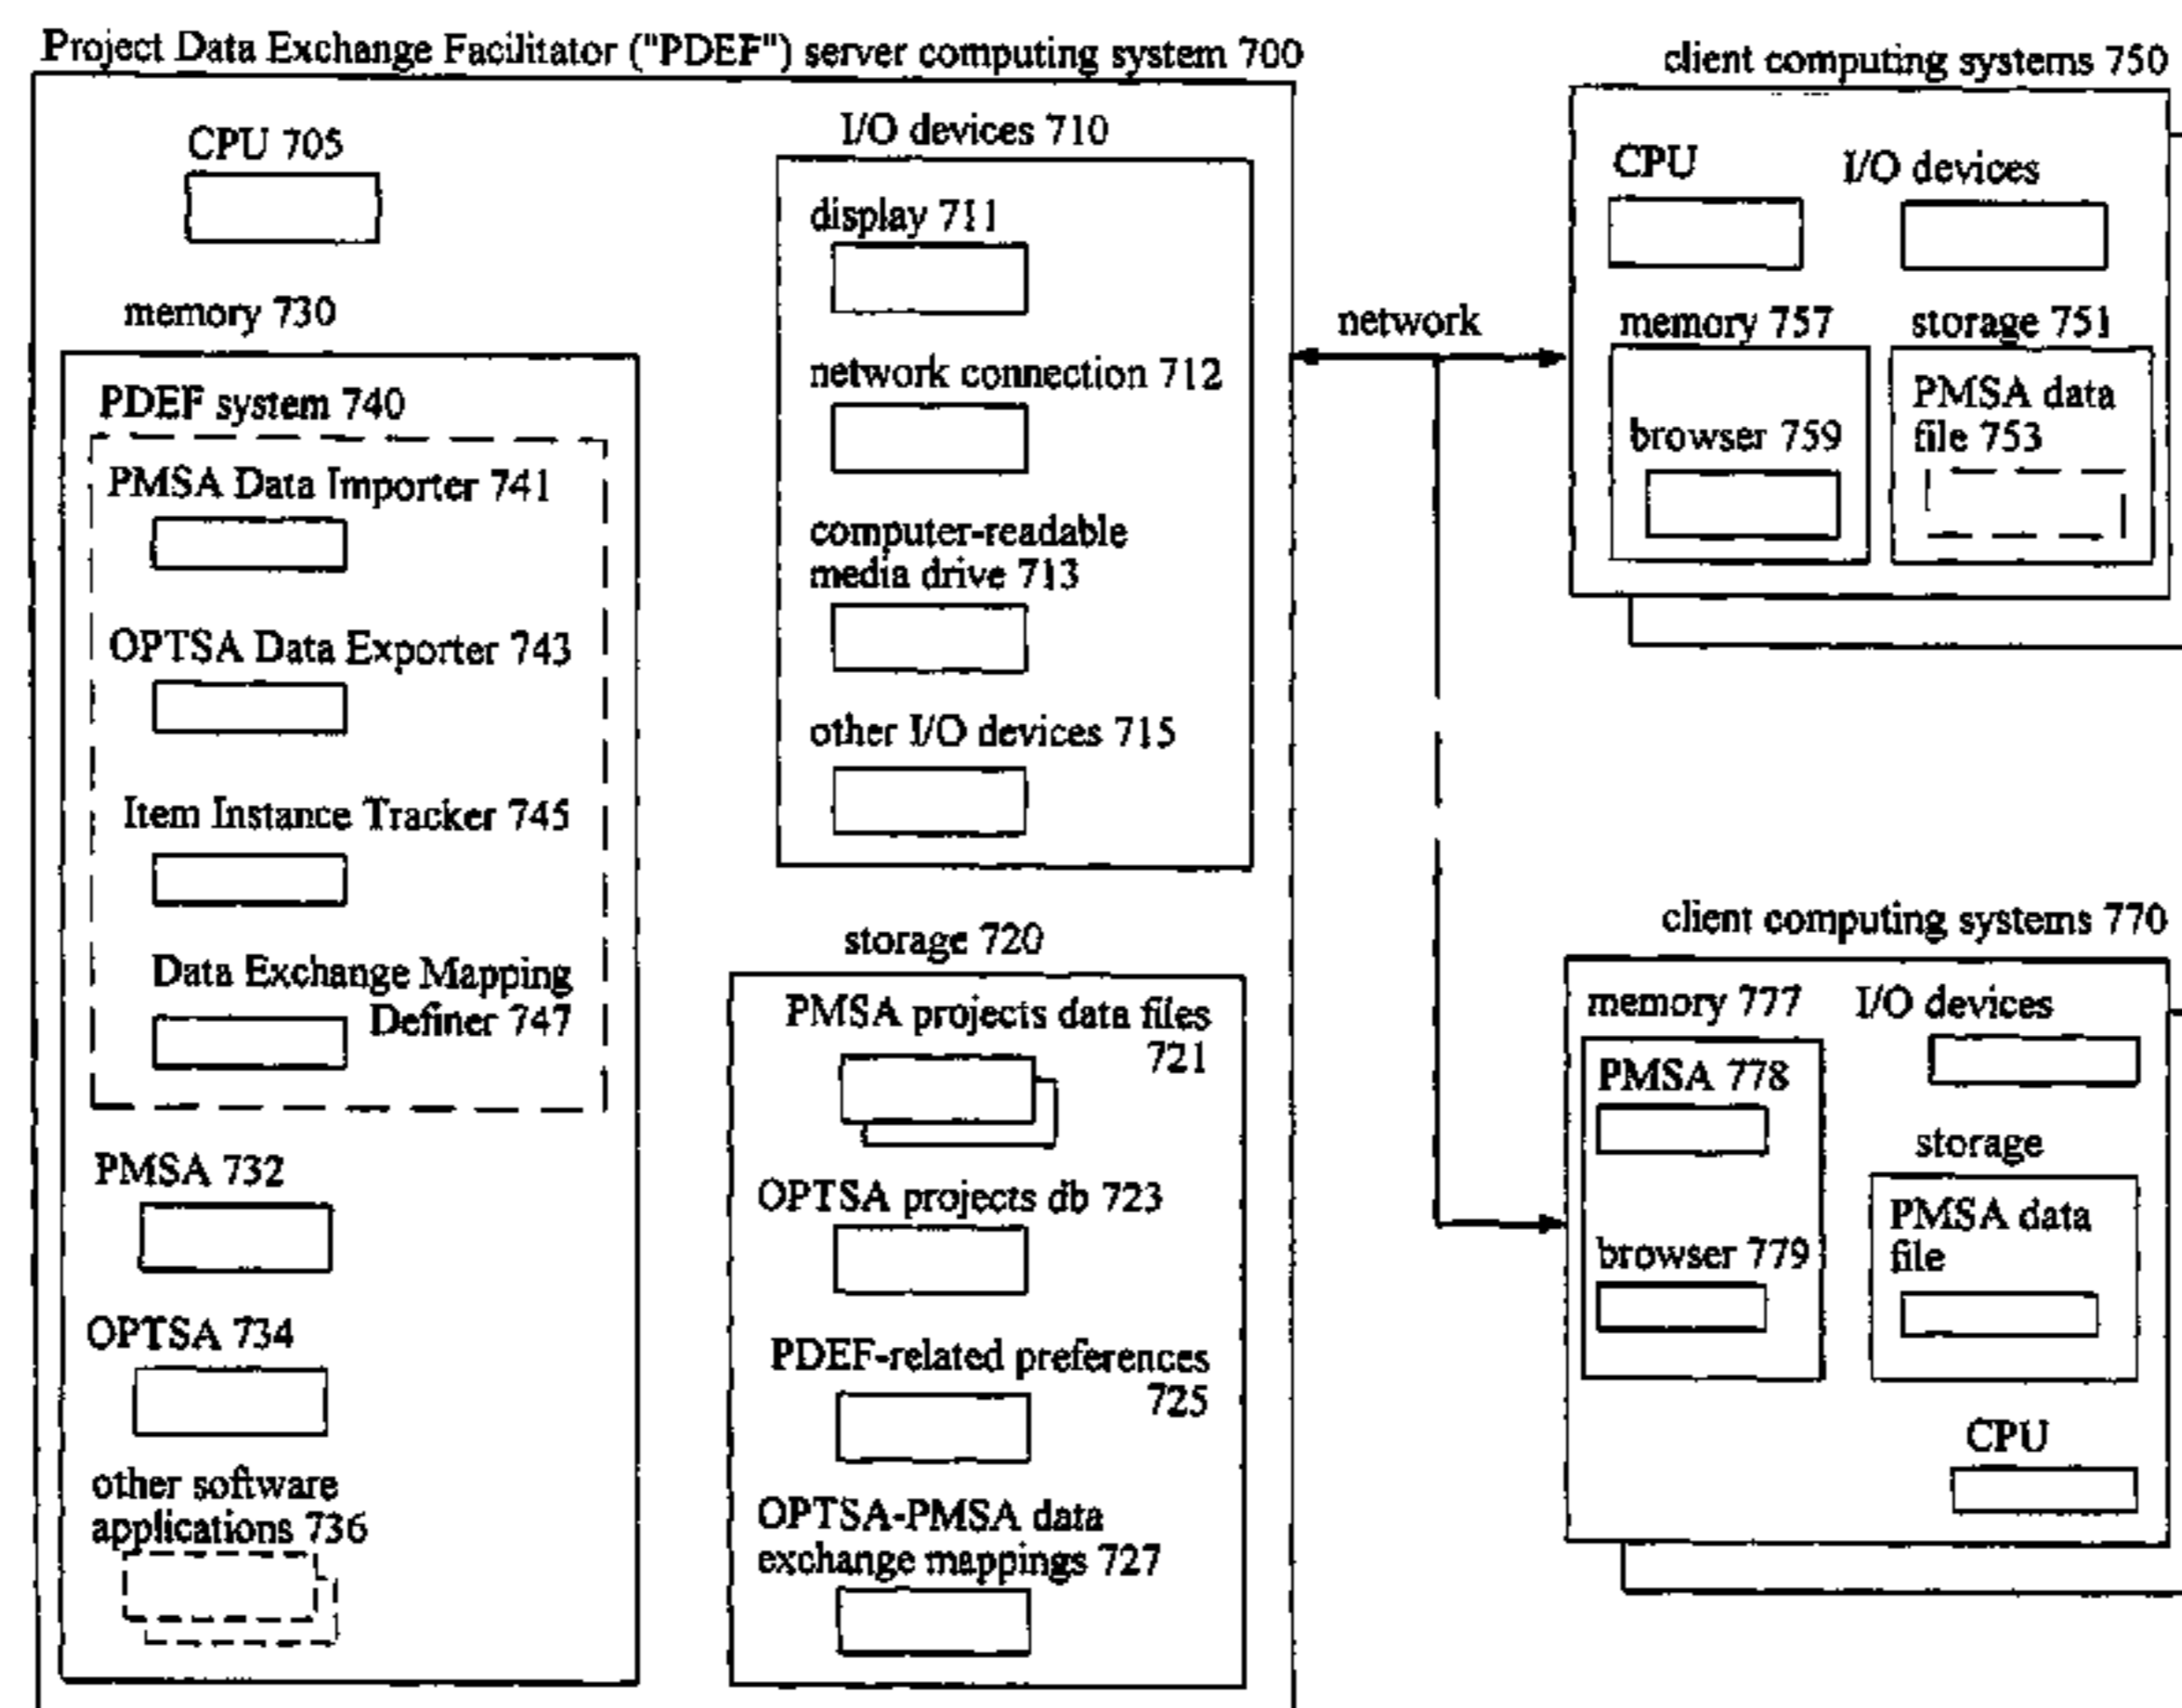 Project Data Exchange Facilitator ("PDEF") server computing system 700
CPU 705
memory 730
PDEF system 740
PMSA Data Importer 741
OPTSA Data Exporter 743
Item Instance Tracker 745
Data Exchange Mapping
Definer 747
PMSA 732
OPTSA 734
other software
applications 736
I/O devices 710
display 711
network connection 712
computer-readable
media drive 713
other I/O devices 715
storage 720
PMSA projects data files
721
OPTSA projects db 723
PDEF-related preferences
725
OPTSA-PMSA data
exchange mappings 727
network
client computing systems 750
CPU
I/O devices
memory 757
browser 759
storage 751
PMSA data
file 753
client computing systems 770
memory 777
PMSA 778
browser 779
I/O devices
storage
PMSA data
file
CPU